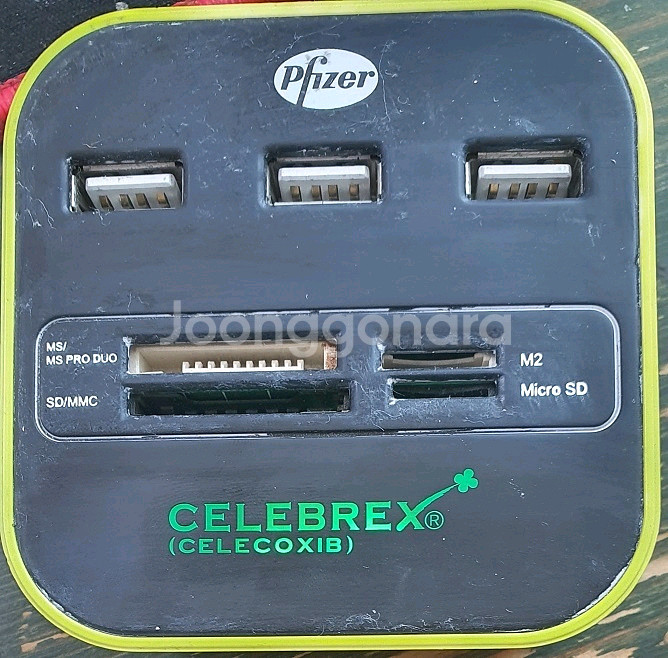 Pfizer
Joonggonara
MS/
MS PRO DUO
M2
SD/MMC
Micro SD
CELEBREX®
(CELECOXIB)